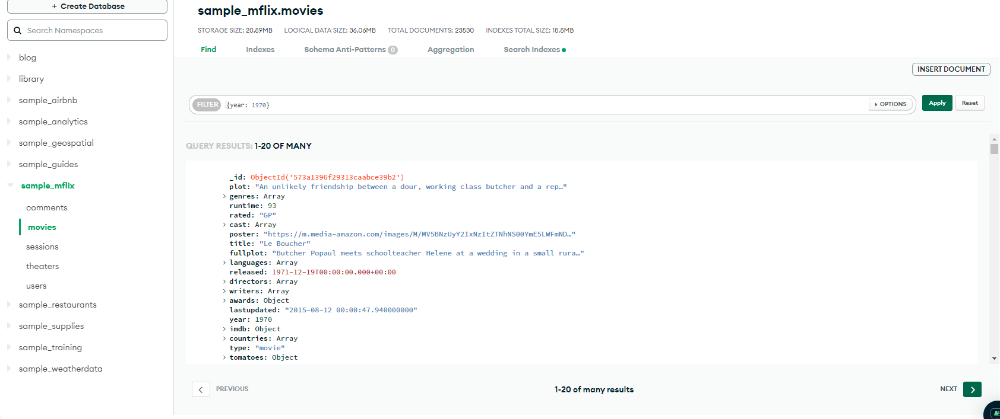 + Create Database
Search Namespaces
blog
library
sample_airbnb
sample_analytics
sample_geospatial
sample_guides
sample_mflix
comments
movies
sessions
theaters
users
sample_restaurants
sample_supplies
sample_training
sample_weatherdata
sample_mflix.movies
STORAGE SIZE: 20.89MB LOGICAL DATA SIZE: 36.06MB TOTAL DOCUMENTS: 23530 INDEXES TOTAL SIZE: 18.8MB
Find Indexes Schema Anti-Patterns 0 Aggregation Search Indexes
INSERT DOCUMENT
FILTER {year: 1970} OPTIONS Apply Reset
QUERY RESULTS: 1-20 OF MANY
_id: ObjectId('573a1396f29313caabce39b2')
plot: "An unlikely friendship between a dour, working class butcher and a rep…"
genres: Array
runtime: 93
rated: "GP"
cast: Array
poster: "https://m.media-amazon.com/images/M/MV5BNzUyY2IxNzItZTNhNS00YmE5LWFmND…"
title: "Le Boucher"
fullplot: "Butcher Popaul meets schoolteacher Helene at a wedding in a small rura…"
languages: Array
released: 1971-12-19T00:00:00.000+00:00
directors: Array
writers: Array
awards: Object
lastupdated: "2015-08-12 00:00:47.940000000"
year: 1970
imdb: Object
countries: Array
type: "movie"
tomatoes: Object
PREVIOUS 1-20 of many results NEXT